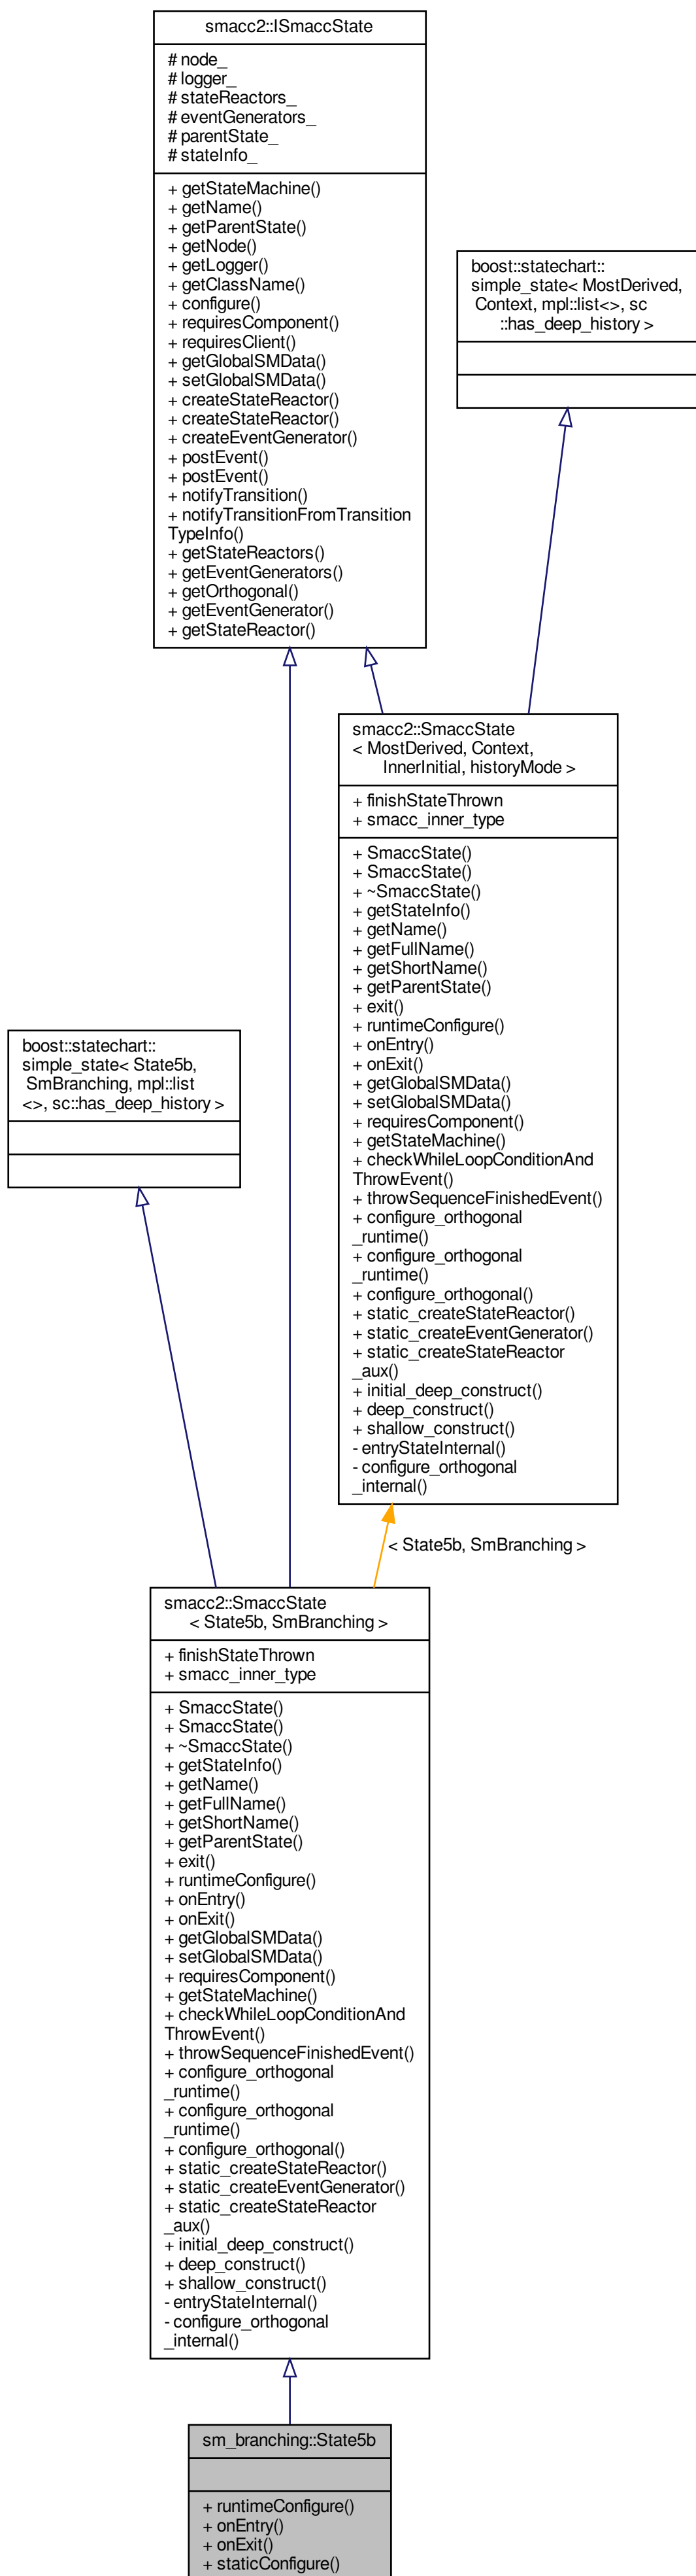 smacc2::ISmaccState
# node_
# logger_
# stateReactors_
# eventGenerators_
# parentState_
# stateInfo_
+ getStateMachine()
+ getName()
+ getParentState()
+ getNode()
+ getLogger()
+ getClassName()
+ configure()
+ requiresComponent()
+ requiresClient()
+ getGlobalSMData()
+ setGlobalSMData()
+ createStateReactor()
+ createStateReactor()
+ createEventGenerator()
+ postEvent()
+ postEvent()
+ notifyTransition()
+ notifyTransitionFromTransition
TypeInfo()
+ getStateReactors()
+ getEventGenerators()
+ getOrthogonal()
+ getEventGenerator()
+ getStateReactor()
boost::statechart::
simple_state< MostDerived,
Context, mpl::list<>, sc
::has_deep_history >
smacc2::SmaccState
< MostDerived, Context,
InnerInitial, historyMode >
+ finishStateThrown
+ smacc_inner_type
+ SmaccState()
+ SmaccState()
+ ~SmaccState()
+ getStateInfo()
+ getName()
+ getFullName()
+ getShortName()
+ getParentState()
+ exit()
+ runtimeConfigure()
+ onEntry()
+ onExit()
+ getGlobalSMData()
+ setGlobalSMData()
+ requiresComponent()
+ getStateMachine()
+ checkWhileLoopConditionAnd
ThrowEvent()
+ throwSequenceFinishedEvent()
+ configure_orthogonal
_runtime()
+ configure_orthogonal
_runtime()
+ configure_orthogonal()
+ static_createStateReactor()
+ static_createEventGenerator()
+ static_createStateReactor
_aux()
+ initial_deep_construct()
+ deep_construct()
+ shallow_construct()
- entryStateInternal()
- configure_orthogonal
_internal()
boost::statechart::
simple_state< State5b,
SmBranching, mpl::list
<>, sc::has_deep_history >
< State5b, SmBranching >
smacc2::SmaccState
< State5b, SmBranching >
+ finishStateThrown
+ smacc_inner_type
+ SmaccState()
+ SmaccState()
+ ~SmaccState()
+ getStateInfo()
+ getName()
+ getFullName()
+ getShortName()
+ getParentState()
+ exit()
+ runtimeConfigure()
+ onEntry()
+ onExit()
+ getGlobalSMData()
+ setGlobalSMData()
+ requiresComponent()
+ getStateMachine()
+ checkWhileLoopConditionAnd
ThrowEvent()
+ throwSequenceFinishedEvent()
+ configure_orthogonal
_runtime()
+ configure_orthogonal
_runtime()
+ configure_orthogonal()
+ static_createStateReactor()
+ static_createEventGenerator()
+ static_createStateReactor
_aux()
+ initial_deep_construct()
+ deep_construct()
+ shallow_construct()
- entryStateInternal()
- configure_orthogonal
_internal()
sm_branching::State5b
+ runtimeConfigure()
+ onEntry()
+ onExit()
+ staticConfigure()